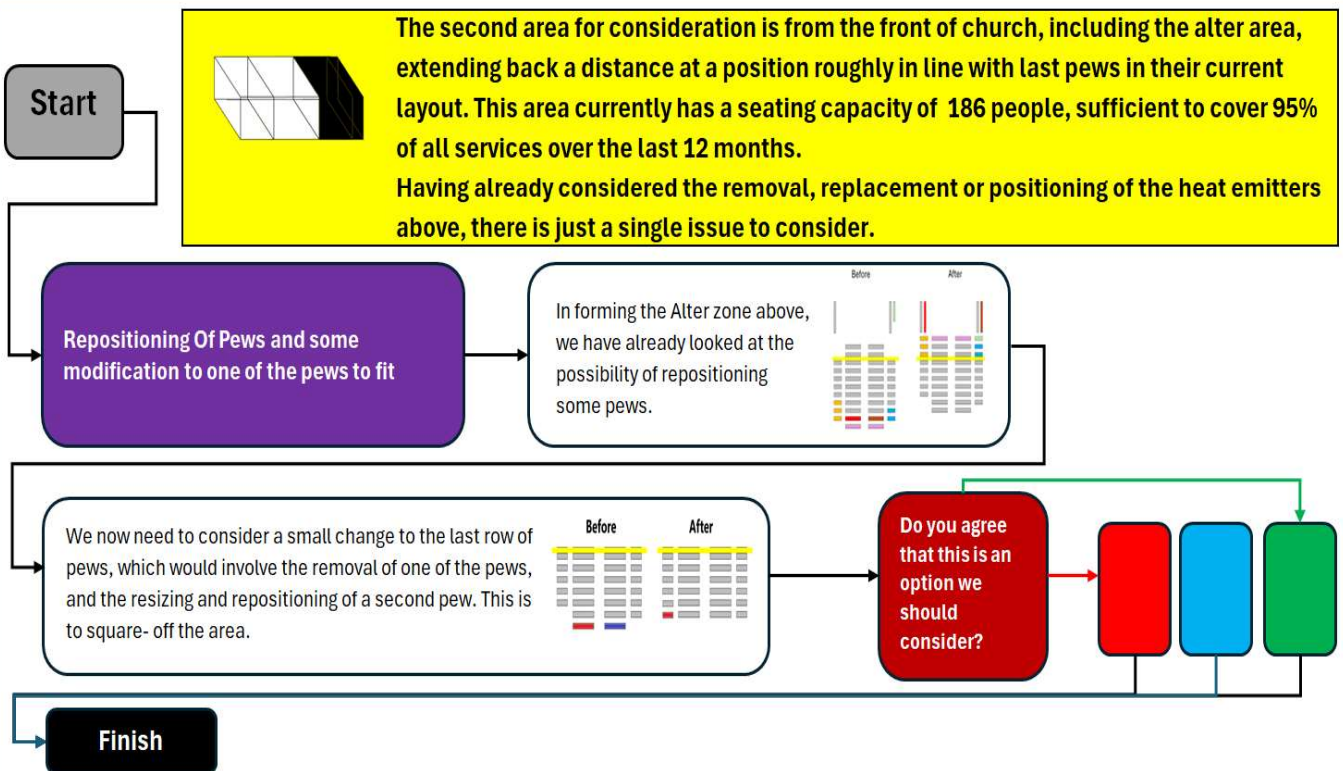 The second area for consideration is from the front of church, including the alter area,
extending back a distance at a position roughly in line with last pews in their current
layout. This area currently has a seating capacity of 186 people, sufficient to cover 95%
of all services over the last 12 months.
Having already considered the removal, replacement or positioning of the heat emitters
above, there is just a single issue to consider.
Start
Repositioning Of Pews and some
modification to one of the pews to fit
In forming the Alter zone above,
we have already looked at the
possibility of repositioning
some pews.
Before After
We now need to consider a small change to the last row of
pews, which would involve the removal of one of the pews,
and the resizing and repositioning of a second pew. This is
to square- off the area.
Before After
Do you agree
that this is an
option we
should
consider?
Finish